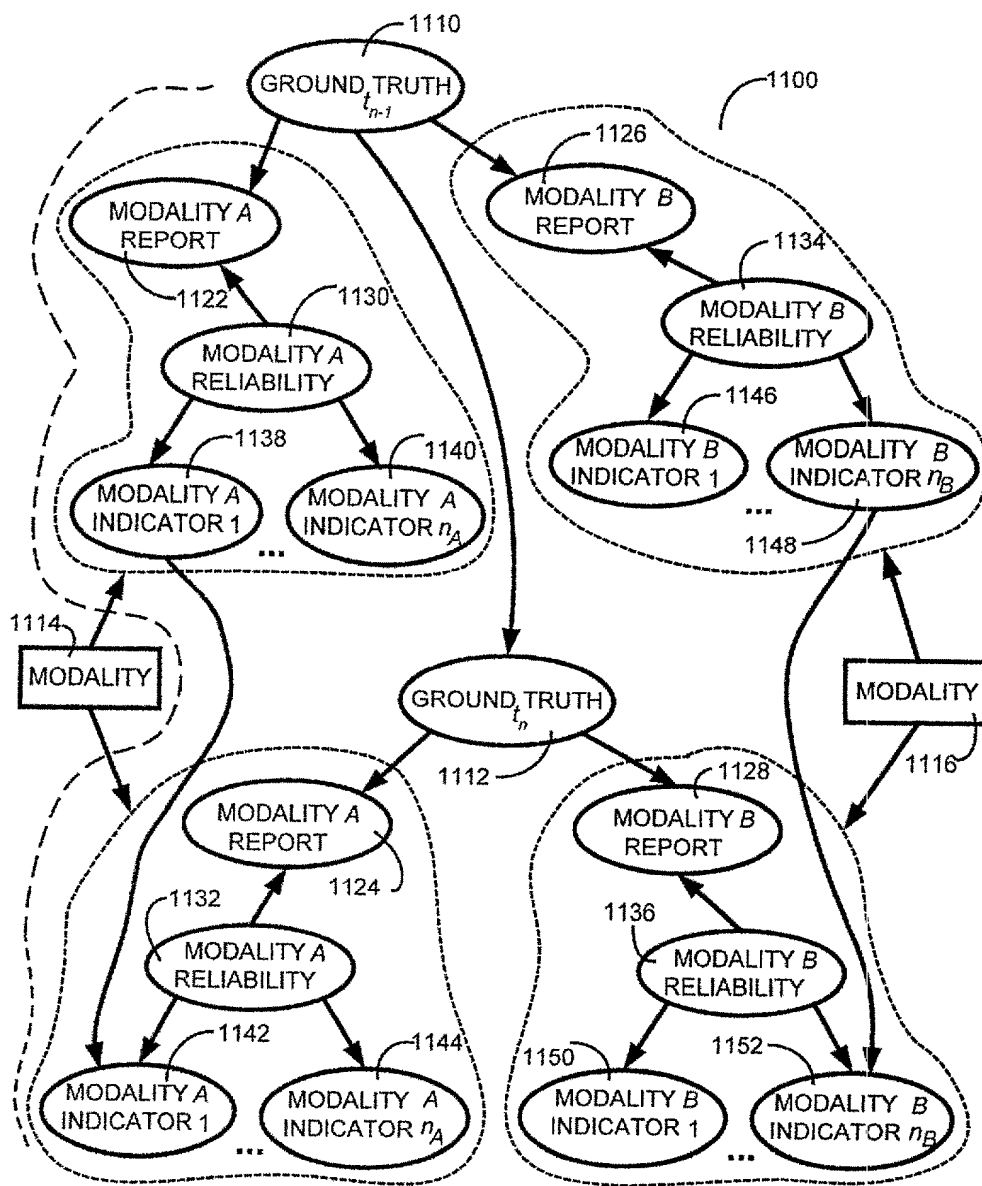 1110
GROUND TRUTH
t n-1
1100
1126
MODALITY A
REPORT
MODALITY B
REPORT
1134
1122
1130
MODALITY B
RELIABILITY
MODALITY A
RELIABILITY
1138
1140
1146
MODALITY A
INDICATOR 1
MODALITY A
INDICATOR nA
...
MODALITY B
INDICATOR 1
MODALITY B
INDICATOR nB
...
1148
1114
MODALITY
GROUND TRUTH
t n
MODALITY
1116
1112
1128
MODALITY A
REPORT
MODALITY B
REPORT
1124
1132
1136
MODALITY A
RELIABILITY
MODALITY B
RELIABILITY
1142
1144
1150
1152
MODALITY A
INDICATOR 1
MODALITY A
INDICATOR nA
...
MODALITY B
INDICATOR 1
MODALITY B
INDICATOR nB
...